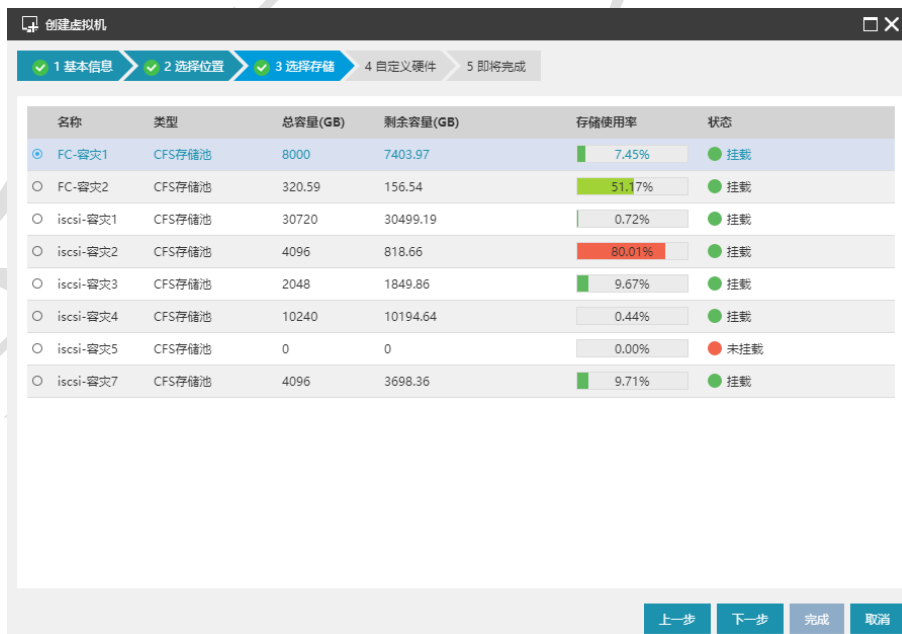 创建虚拟机
1 基本信息 2 选择位置 3 选择存储 4 自定义硬件 5 即将完成
名称 类型 总容量(GB) 剩余容量(GB) 存储使用率 状态
FC-容灾1 CFS存储池 8000 7403.97 7.45% 挂载
FC-容灾2 CFS存储池 320.59 156.54 51.17% 挂载
iscsi-容灾1 CFS存储池 30720 30499.19 0.72% 挂载
iscsi-容灾2 CFS存储池 4096 818.66 80.01% 挂载
iscsi-容灾3 CFS存储池 2048 1849.86 9.67% 挂载
iscsi-容灾4 CFS存储池 10240 10194.64 0.44% 挂载
iscsi-容灾5 CFS存储池 0 0 0.00% 未挂载
iscsi-容灾7 CFS存储池 4096 3698.36 9.71% 挂载
上一步 下一步 完成 取消